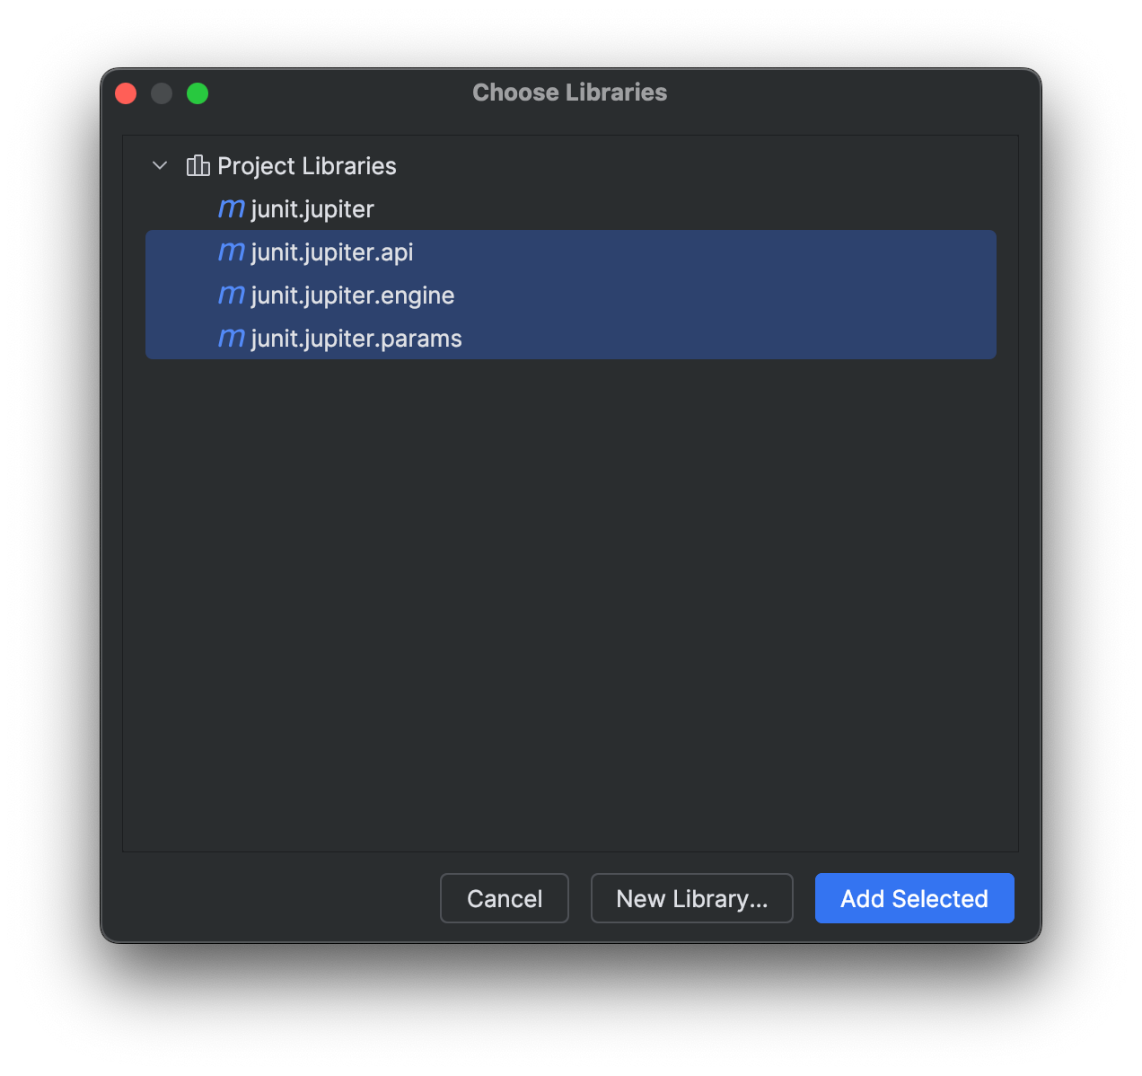 Choose Libraries
Project Libraries
m junit.jupiter
m junit.jupiter.api
m junit.jupiter.engine
m junit.jupiter.params
Cancel New Library... Add Selected